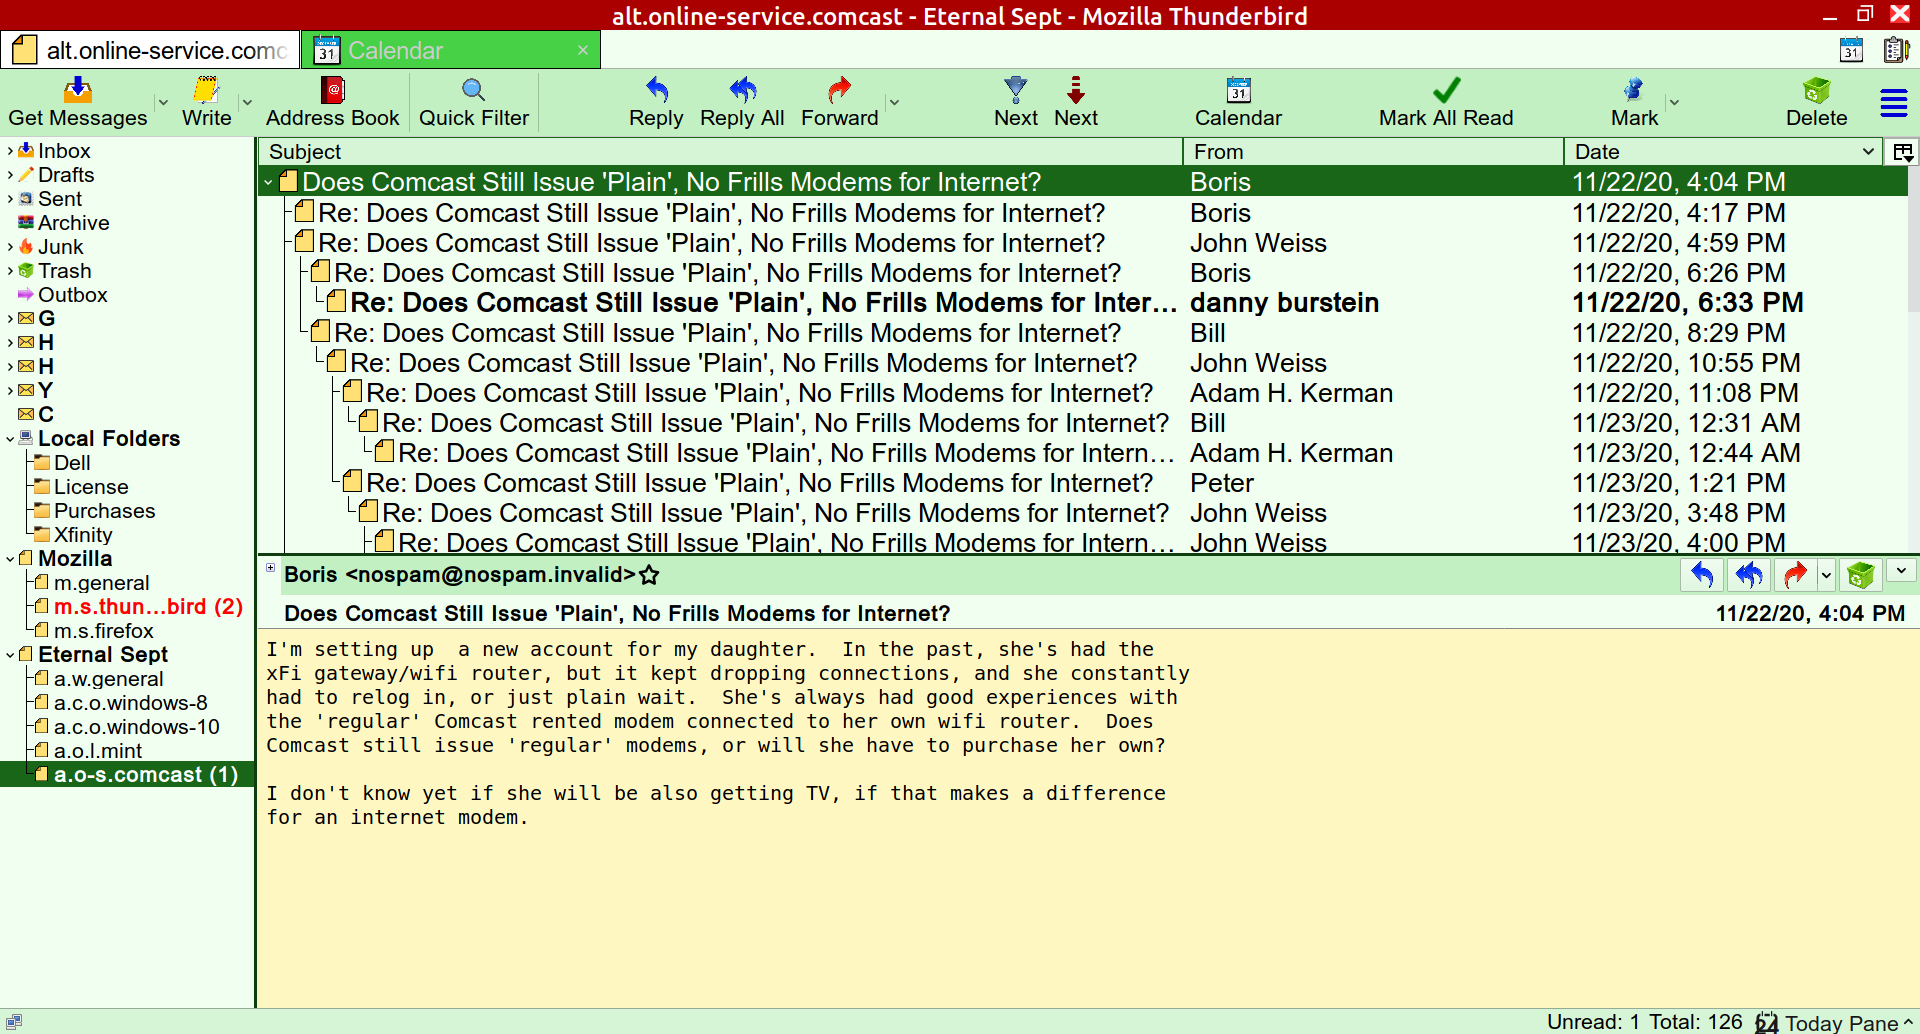 alt.online-service.comcast - Eternal Sept - Mozilla Thunderbird
alt.online-service.comc
31 Calendar ×
31
Get Messages Write Address Book Quick Filter Reply Reply All Forward Next Next Calendar Mark All Read Mark Delete
Subject From Date
Inbox
Drafts
Sent
Archive
Junk
Trash
Outbox
G
H
H
Y
C
Local Folders
Dell
License
Purchases
Xfinity
Mozilla
m.general
m.s.thun...bird (2)
m.s.firefox
Eternal Sept
a.w.general
a.c.o.windows-8
a.c.o.windows-10
a.o.l.mint
a.o-s.comcast (1)
Does Comcast Still Issue 'Plain', No Frills Modems for Internet? Boris 11/22/20, 4:04 PM
Re: Does Comcast Still Issue 'Plain', No Frills Modems for Internet? Boris 11/22/20, 4:17 PM
Re: Does Comcast Still Issue 'Plain', No Frills Modems for Internet? John Weiss 11/22/20, 4:59 PM
Re: Does Comcast Still Issue 'Plain', No Frills Modems for Internet? Boris 11/22/20, 6:26 PM
Re: Does Comcast Still Issue 'Plain', No Frills Modems for Inter... danny burstein 11/22/20, 6:33 PM
Re: Does Comcast Still Issue 'Plain', No Frills Modems for Internet? Bill 11/22/20, 8:29 PM
Re: Does Comcast Still Issue 'Plain', No Frills Modems for Internet? John Weiss 11/22/20, 10:55 PM
Re: Does Comcast Still Issue 'Plain', No Frills Modems for Internet? Adam H. Kerman 11/22/20, 11:08 PM
Re: Does Comcast Still Issue 'Plain', No Frills Modems for Internet? Bill 11/23/20, 12:31 AM
Re: Does Comcast Still Issue 'Plain', No Frills Modems for Intern... Adam H. Kerman 11/23/20, 12:44 AM
Re: Does Comcast Still Issue 'Plain', No Frills Modems for Internet? Peter 11/23/20, 1:21 PM
Re: Does Comcast Still Issue 'Plain', No Frills Modems for Internet? John Weiss 11/23/20, 3:48 PM
Re: Does Comcast Still Issue 'Plain', No Frills Modems for Intern... John Weiss 11/23/20, 4:00 PM
Boris <nospam@nospam.invalid>
Does Comcast Still Issue 'Plain', No Frills Modems for Internet? 11/22/20, 4:04 PM
I'm setting up  a new account for my daughter.  In the past, she's had the
xFi gateway/wifi router, but it kept dropping connections, and she constantly
had to relog in, or just plain wait.  She's always had good experiences with
the 'regular' Comcast rented modem connected to her own wifi router.  Does
Comcast still issue 'regular' modems, or will she have to purchase her own?
I don't know yet if she will be also getting TV, if that makes a difference
for an internet modem.
Unread: 1 Total: 126 24 Today Pane